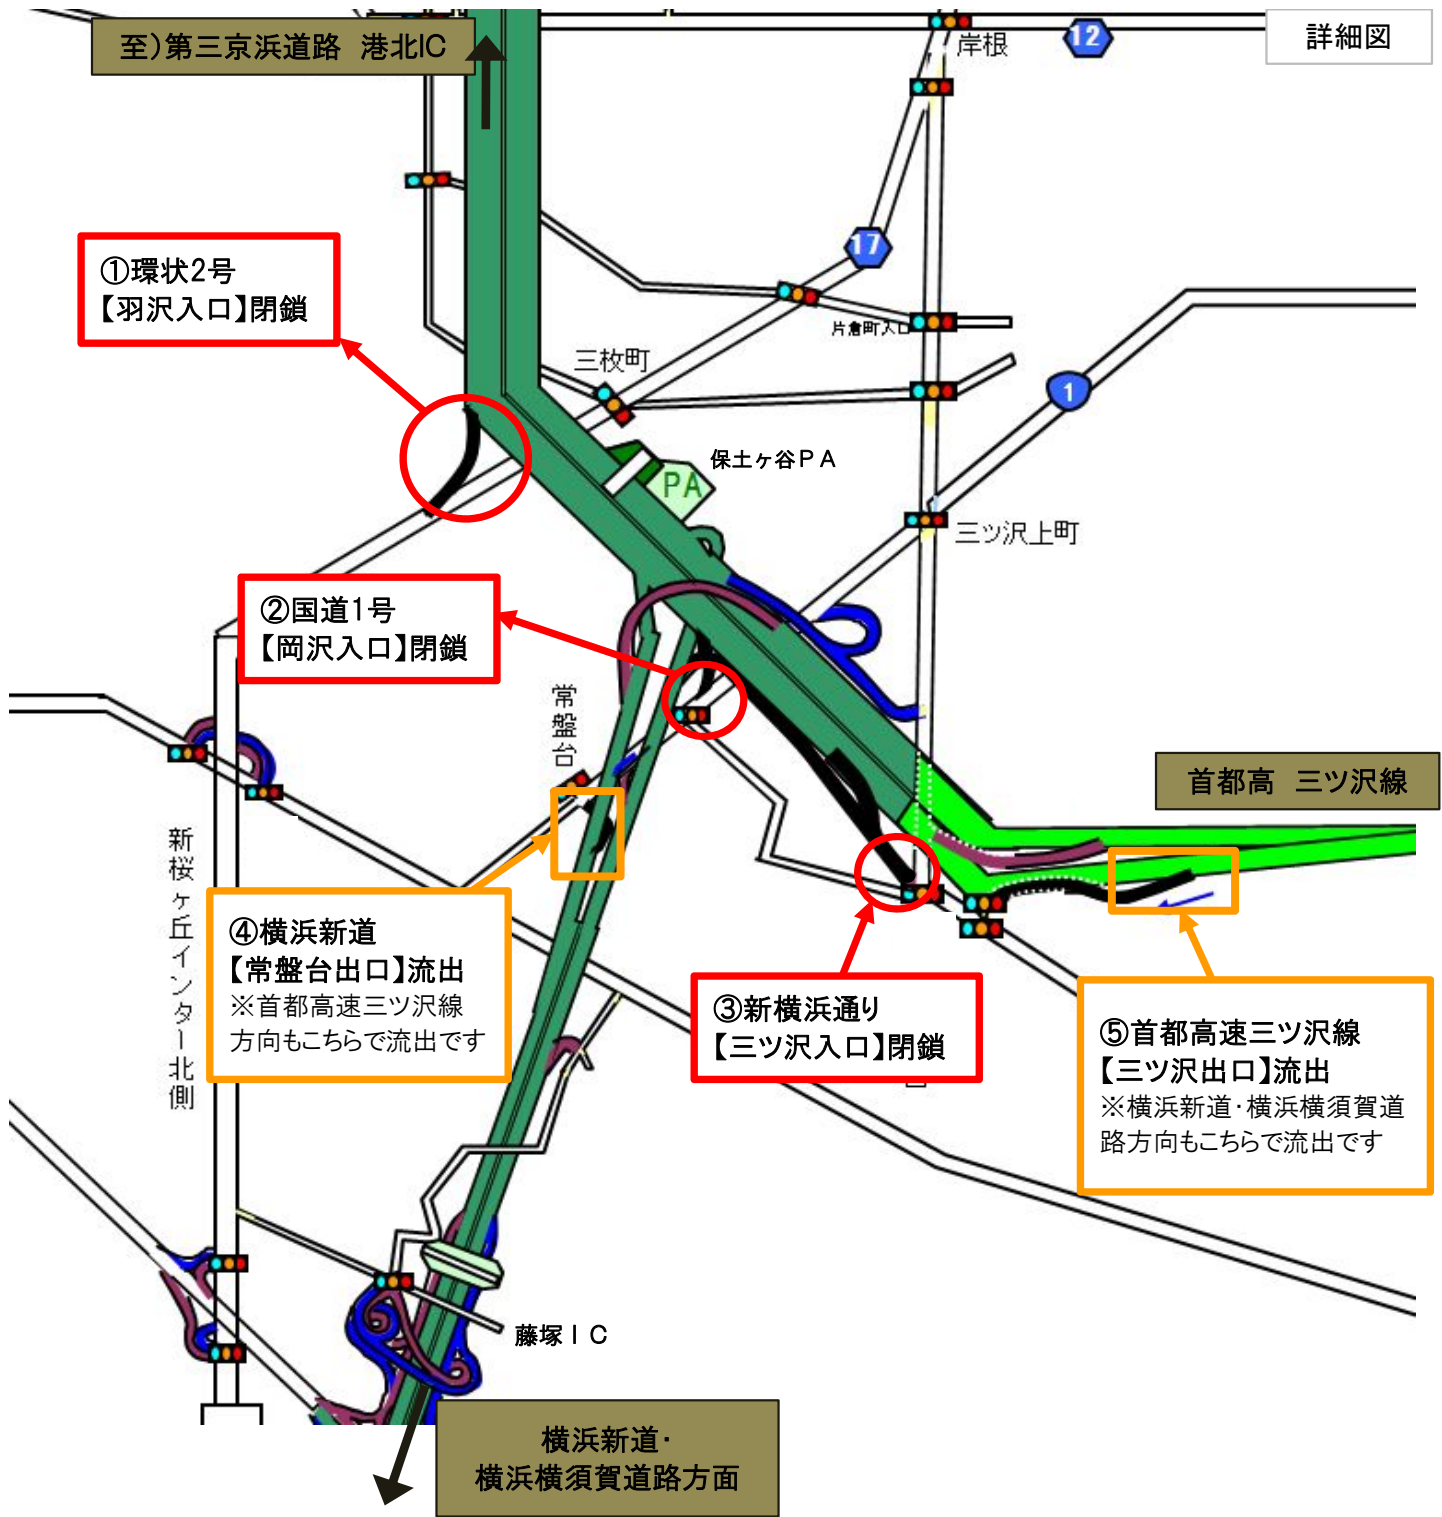 至)第三京浜道路 港北IC
詳細図
岸根
12
17
①環状2号
【羽沢入口】閉鎖
片倉町入口
三枚町
1
保土ヶ谷PA
PA
三ツ沢上町
②国道1号
【岡沢入口】閉鎖
常盤台
首都高 三ツ沢線
新桜ヶ丘インター北側
④横浜新道
【常盤台出口】流出
※首都高速三ツ沢線
方向もこちらで流出です
③新横浜通り
【三ツ沢入口】閉鎖
⑤首都高速三ツ沢線
【三ツ沢出口】流出
※横浜新道・横浜横須賀道
路方向もこちらで流出です
藤塚IC
横浜新道・
横浜横須賀道路方面